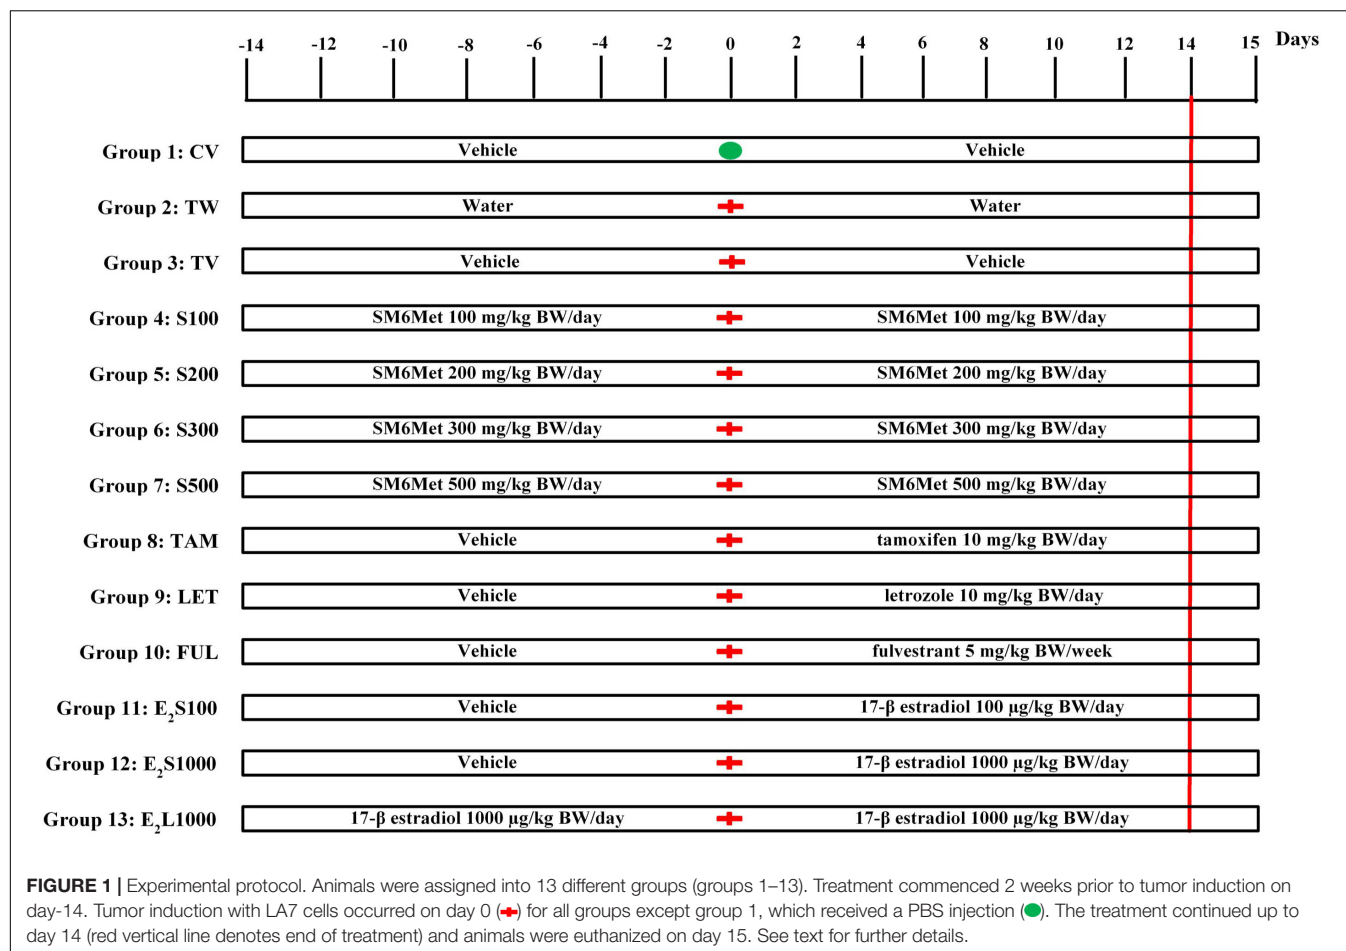 -14 -12 -10 -8 -6 -4 -2 0 2 4 6 8 10 12 14 15 Days
Group 1: CV Vehicle Vehicle
Group 2: TW Water Water
Group 3: TV Vehicle Vehicle
Group 4: S100 SM6Met 100 mg/kg BW/day SM6Met 100 mg/kg BW/day
Group 5: S200 SM6Met 200 mg/kg BW/day SM6Met 200 mg/kg BW/day
Group 6: S300 SM6Met 300 mg/kg BW/day SM6Met 300 mg/kg BW/day
Group 7: S500 SM6Met 500 mg/kg BW/day SM6Met 500 mg/kg BW/day
Group 8: TAM Vehicle tamoxifen 10 mg/kg BW/day
Group 9: LET Vehicle letrozole 10 mg/kg BW/day
Group 10: FUL Vehicle fulvestrant 5 mg/kg BW/week
Group 11: E₂S100 Vehicle 17-β estradiol 100 µg/kg BW/day
Group 12: E₂S1000 Vehicle 17-β estradiol 1000 µg/kg BW/day
Group 13: E₂L1000 17-β estradiol 1000 µg/kg BW/day 17-β estradiol 1000 µg/kg BW/day
FIGURE 1 | Experimental protocol. Animals were assigned into 13 different groups (groups 1–13). Treatment commenced 2 weeks prior to tumor induction on
day-14. Tumor induction with LA7 cells occurred on day 0 (+) for all groups except group 1, which received a PBS injection (●). The treatment continued up to
day 14 (red vertical line denotes end of treatment) and animals were euthanized on day 15. See text for further details.